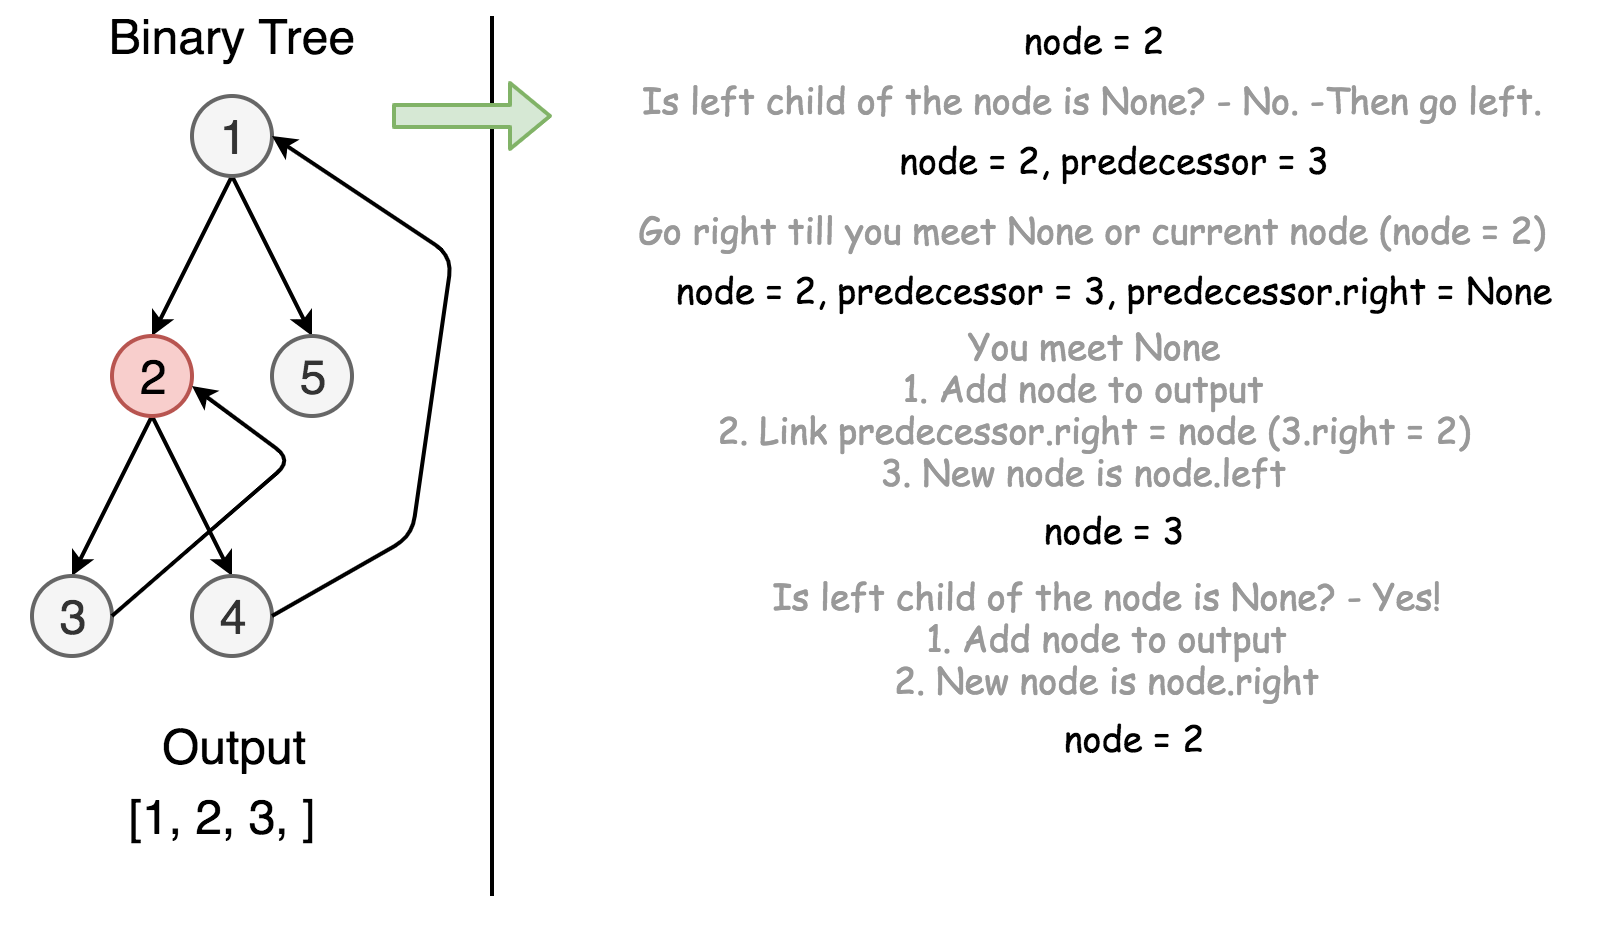 Binary Tree
1
2
5
3
4
Output
[1, 2, 3, ]
node = 2
Is left child of the node is None? - No. -Then go left.
node = 2, predecessor = 3
Go right till you meet None or current node (node = 2)
node = 2, predecessor = 3, predecessor.right = None
You meet None
1. Add node to output
2. Link predecessor.right = node (3.right = 2)
3. New node is node.left
node = 3
Is left child of the node is None? - Yes!
1. Add node to output
2. New node is node.right
node = 2